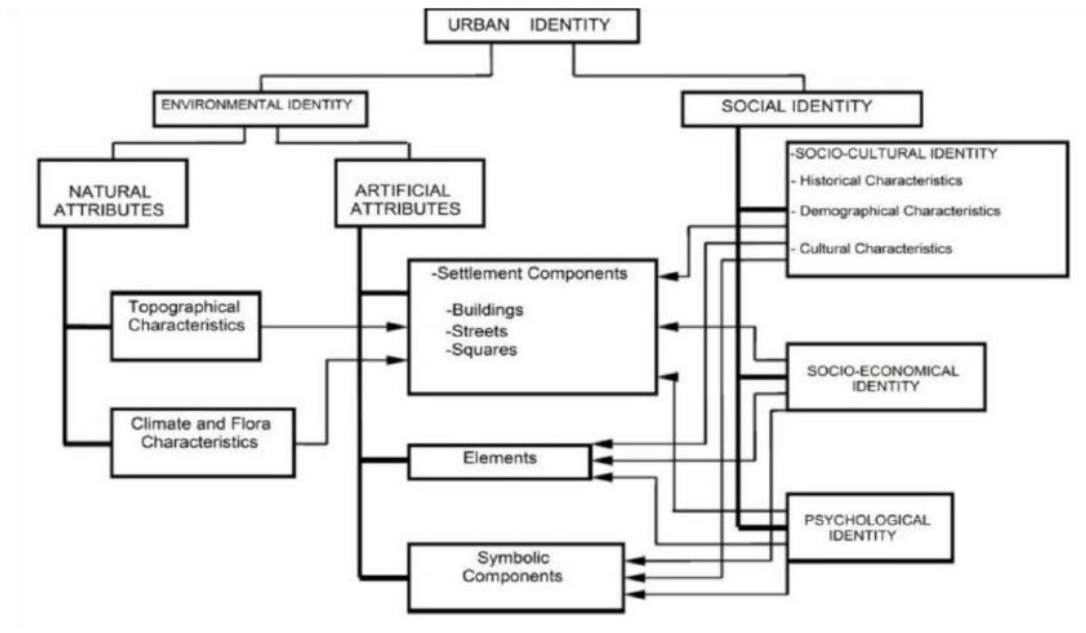 URBAN IDENTITY
ENVIRONMENTAL IDENTITY
SOCIAL IDENTITY
NATURAL
ATTRIBUTES
ARTIFICIAL
ATTRIBUTES
-SOCIO-CULTURAL IDENTITY
- Historical Characteristics
- Demographical Characteristics
- Cultural Characteristics
-Settlement Components
-Buildings
-Streets
-Squares
Topographical
Characteristics
SOCIO-ECONOMICAL
IDENTITY
Climate and Flora
Characteristics
Elements
PSYCHOLOGICAL
IDENTITY
Symbolic
Components